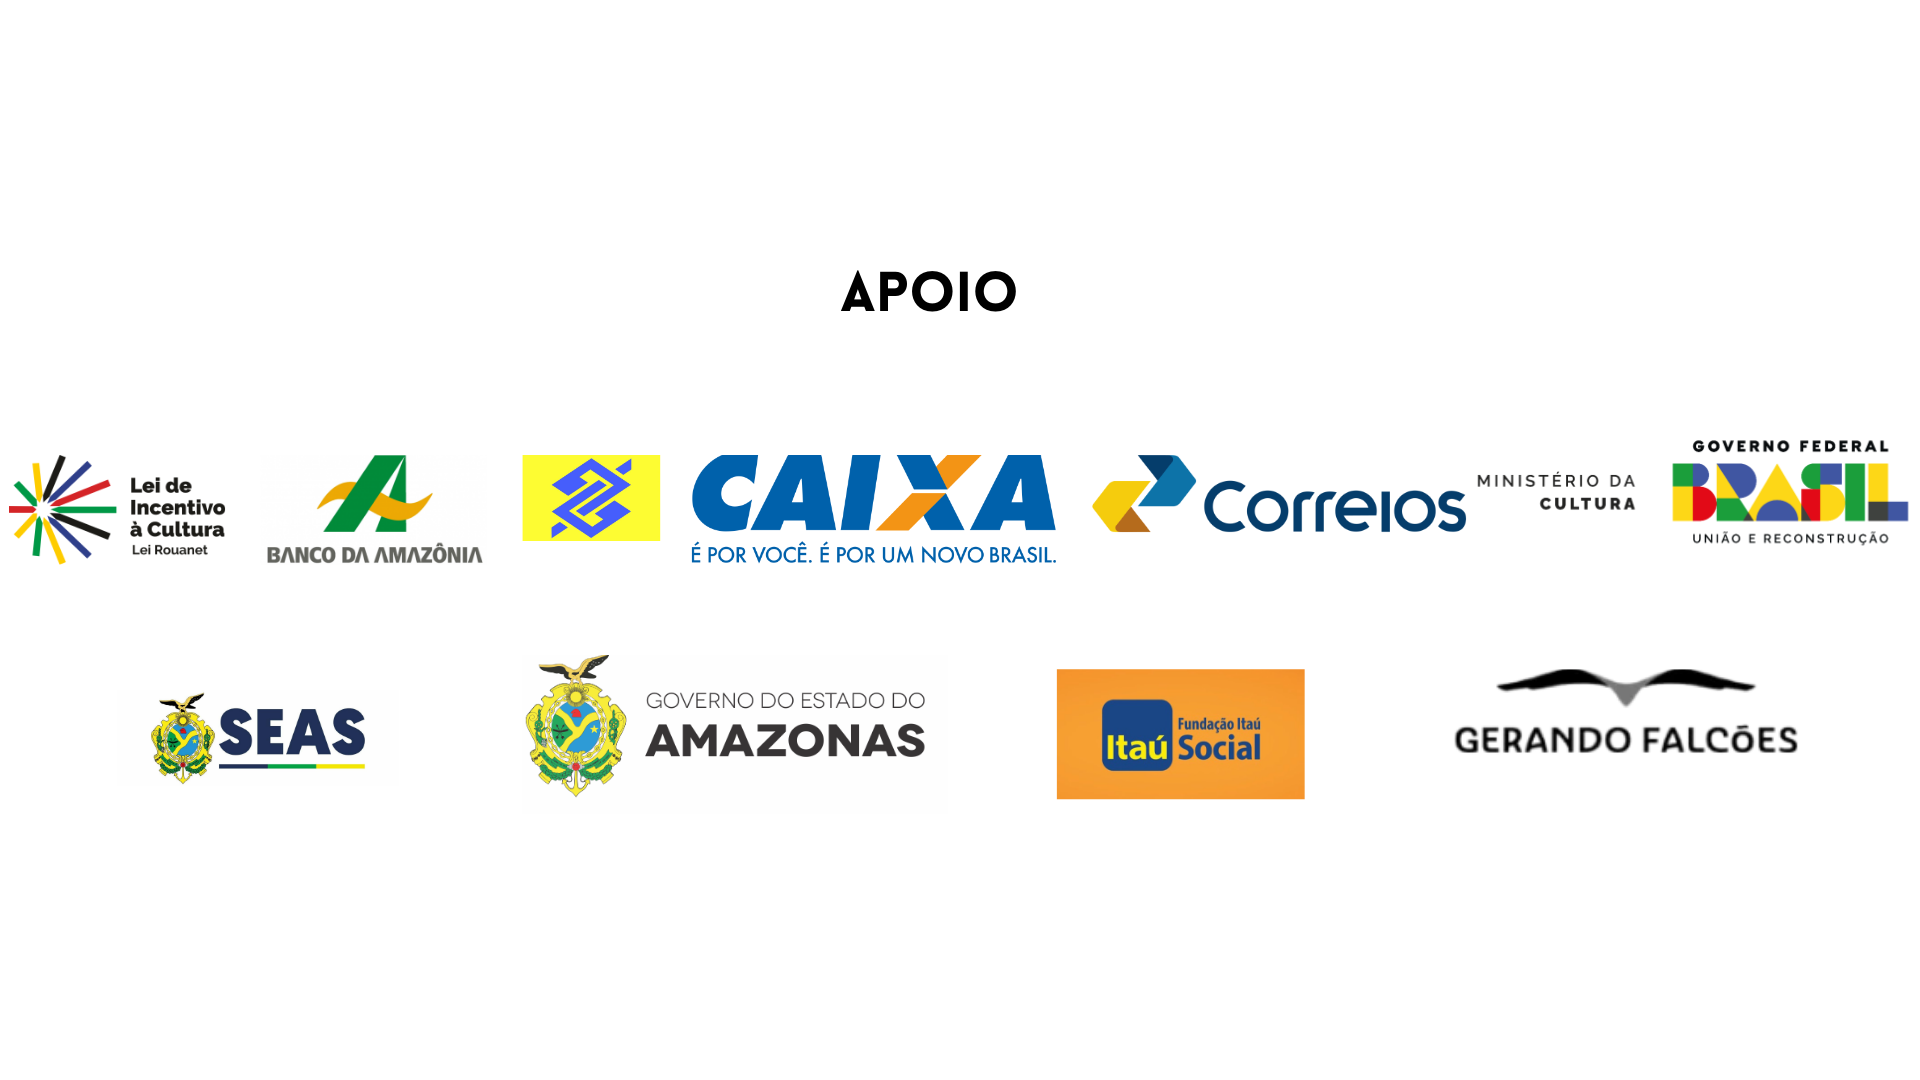 APOIO
Lei de
Incentivo
à Cultura
Lei Rouanet
BANCO DA AMAZÔNIA
CAIXA
É POR VOCÊ. É POR UM NOVO BRASIL.
Correios
MINISTÉRIO DA
CULTURA
GOVERNO FEDERAL
BRASIL
UNIÃO E RECONSTRUÇÃO
SEAS
GOVERNO DO ESTADO DO
AMAZONAS
Itaú
Fundação Itaú
Social
GERANDO FALCÕES